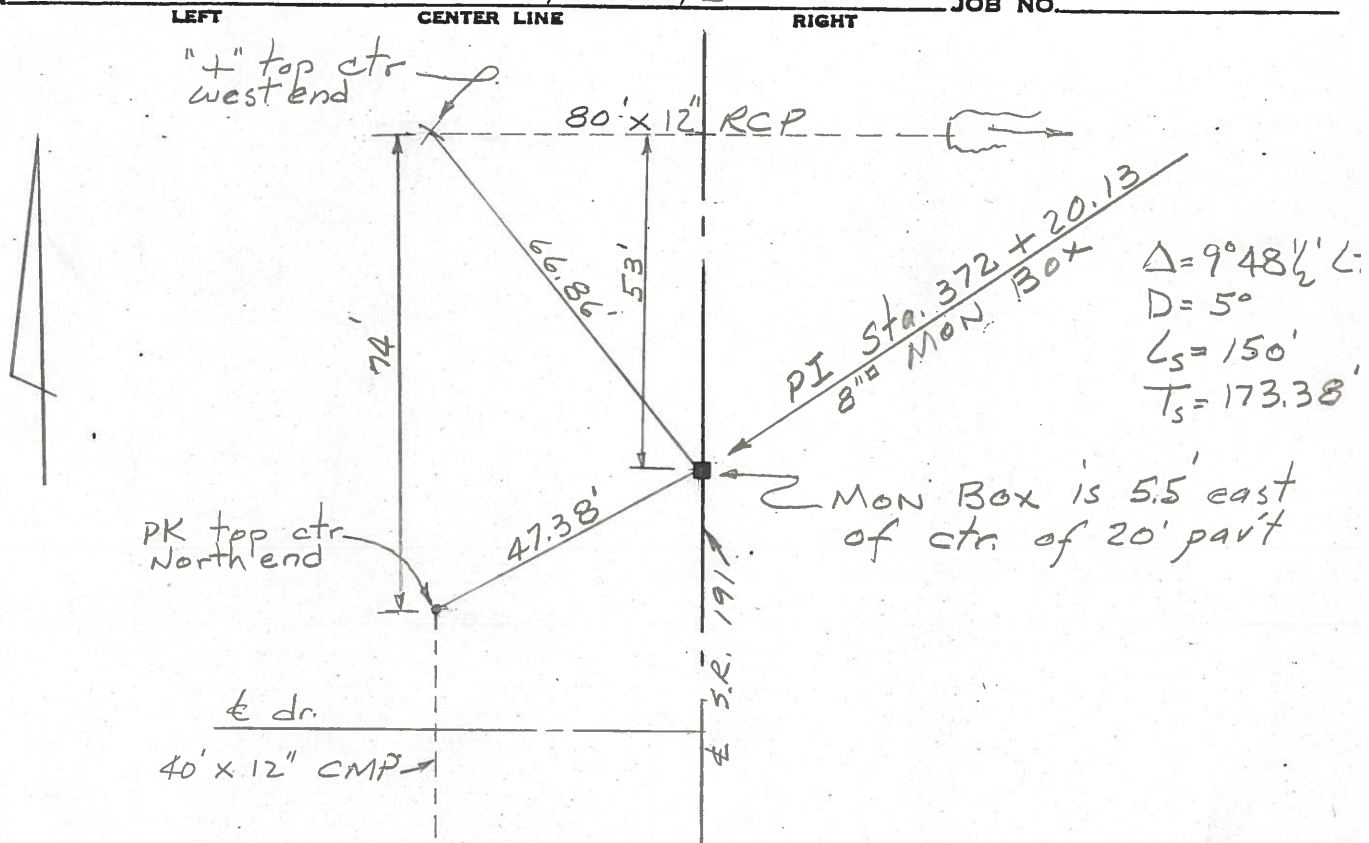 JOB NO.
LEFT
CENTER LINE
RIGHT
"+" top ctr
west end
80' x 12" RCP
66.86'
53'
74'
PI Sta. 372 + 20.13
8"□ MON BOX
Δ = 9°48½' Lt
D = 5°
Ls = 150'
Ts = 173.38'
47.38'
MON Box is 5.5' east
of ctr. of 20' pav't
PK top ctr.
North end
℄ S.R. 191
℄ dr.
40' x 12" CMP